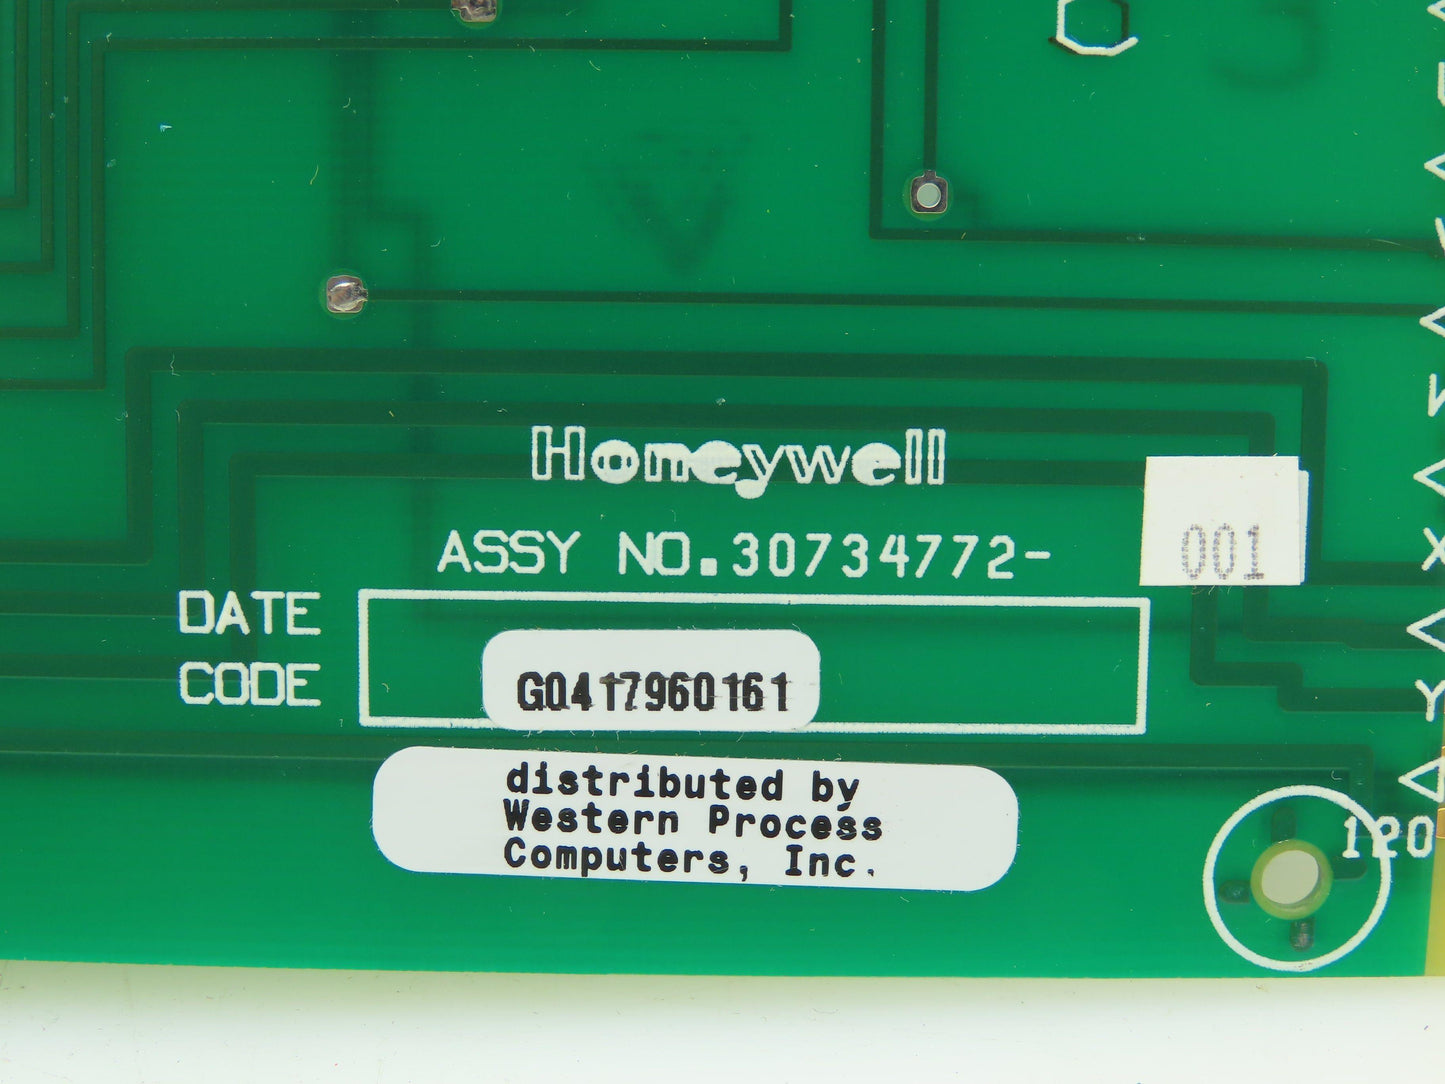 Honeywell
ASSY NO.30734772-
001
DATE
CODE
G0417960161
distributed by
Western Process
Computers, Inc.
120
X
Y